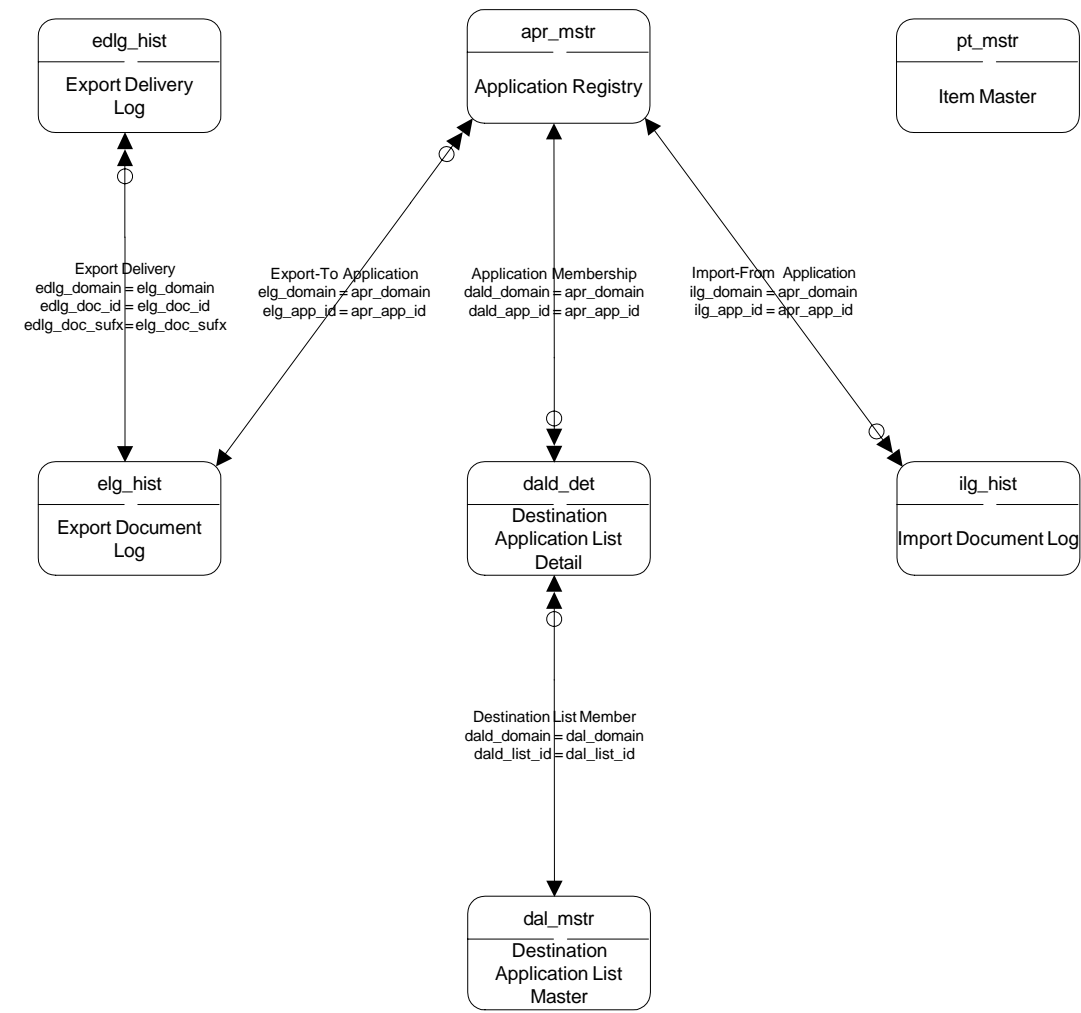 edlg_hist
Export Delivery
Log
apr_mstr
Application Registry
pt_mstr
Item Master
Export Delivery
edlg_domain = elg_domain
edlg_doc_id = elg_doc_id
edlg_doc_sufx=elg_doc_sufx
Export-To Application
elg_domain = apr_domain
elg_app_id = apr_app_id
Application Membership
dald_domain = apr_domain
dald_app_id = apr_app_id
Import-From Application
ilg_domain = apr_domain
ilg_app_id = apr_app_id
elg_hist
Export Document
Log
dald_det
Destination
Application List
Detail
ilg_hist
Import Document Log
Destination List Member
dald_domain = dal_domain
dald_list_id = dal_list_id
dal_mstr
Destination
Application List
Master